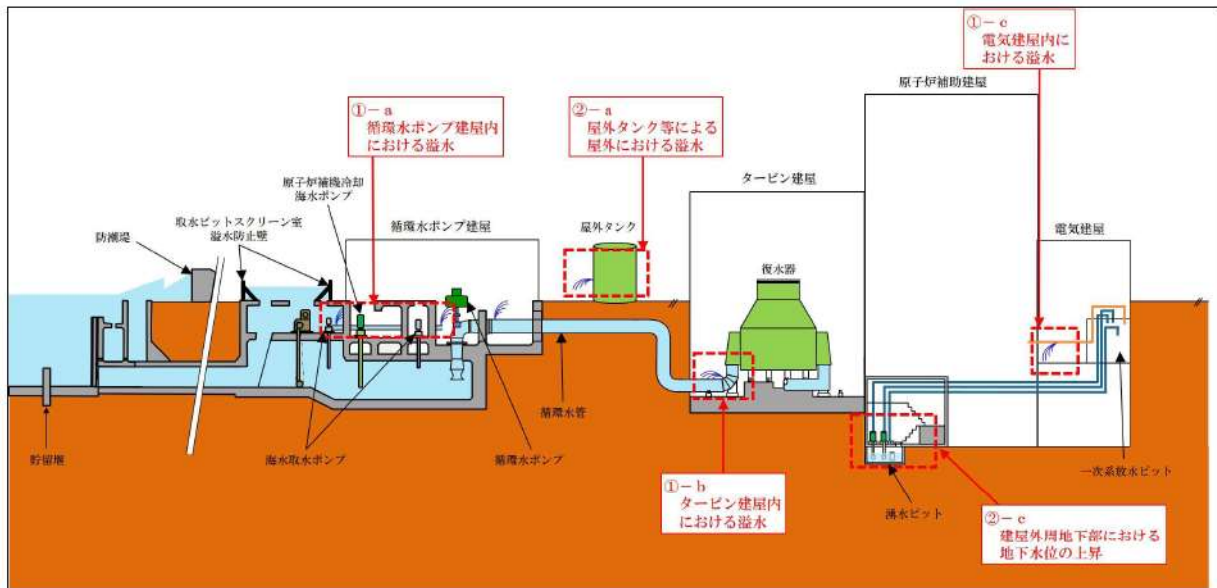 ①-c
電気建屋内に
おける溢水
原子炉補助建屋
①-a
循環水ポンプ建屋内
における溢水
②-a
屋外タンク等による
屋外における溢水
原子炉補機冷却
海水ポンプ
タービン建屋
取水ピットスクリーン室
溢水防止壁
防潮堤
循環水ポンプ建屋
屋外タンク
電気建屋
復水器
循環水管
貯留堰
海水取水ポンプ
循環水ポンプ
一次系放水ピット
①-b
タービン建屋内
における溢水
湧水ピット
②-c
建屋外周地下部における
地下水位の上昇